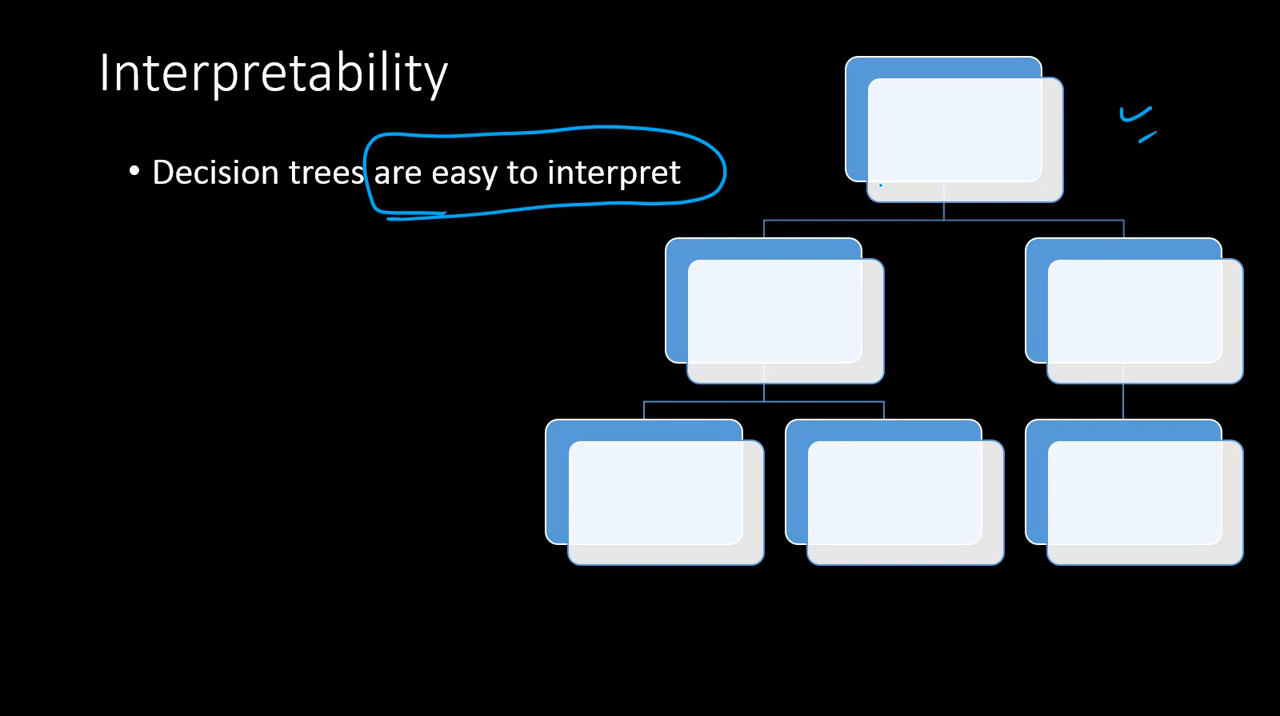 Interpretability
• Decision trees are easy to interpret